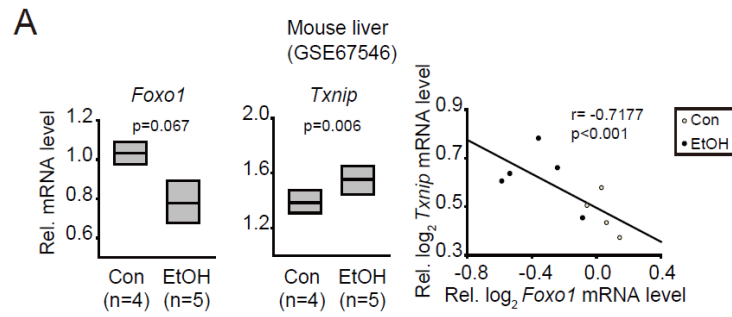 A
Mouse liver
(GSE67546)
Foxo1
p=0.067
Rel. mRNA level
1.2
1.0
0.8
0.6
Con
(n=4)
EtOH
(n=5)
Txnip
p=0.006
2.0
1.6
1.2
Con
(n=4)
EtOH
(n=5)
r= -0.7177
p<0.001
Con
EtOH
Rel. log2 Txnip mRNA level
0.9
0.7
0.5
0.3
-0.8
-0.4
0.0
0.4
Rel. log2 Foxo1 mRNA level